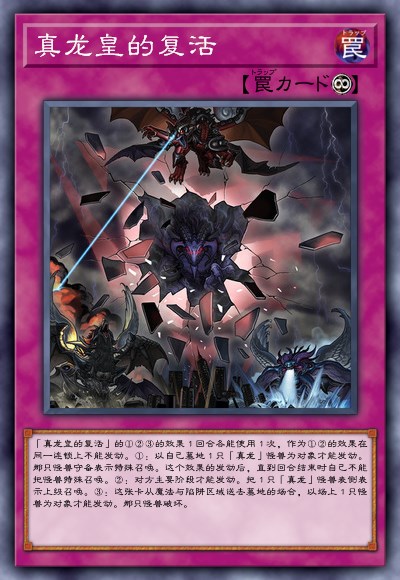 真龙皇的复活
トラップ
罠
トラップ
【罠カード】
「真龙皇的复活」的①②③的效果1回合各能使用1次，作为①②的效果在
同一连锁上不能发动。①：以自己墓地1只「真龙」怪兽为对象才能发动。
那只怪兽守备表示特殊召唤。这个效果的发动后，直到回合结束时自己不能
把怪兽特殊召唤。②：对方主要阶段才能发动。把1只「真龙」怪兽表侧表
示上级召唤。③：这张卡从魔法与陷阱区域送去墓地的场合，以场上1只怪
兽为对象才能发动。那只怪兽破坏。